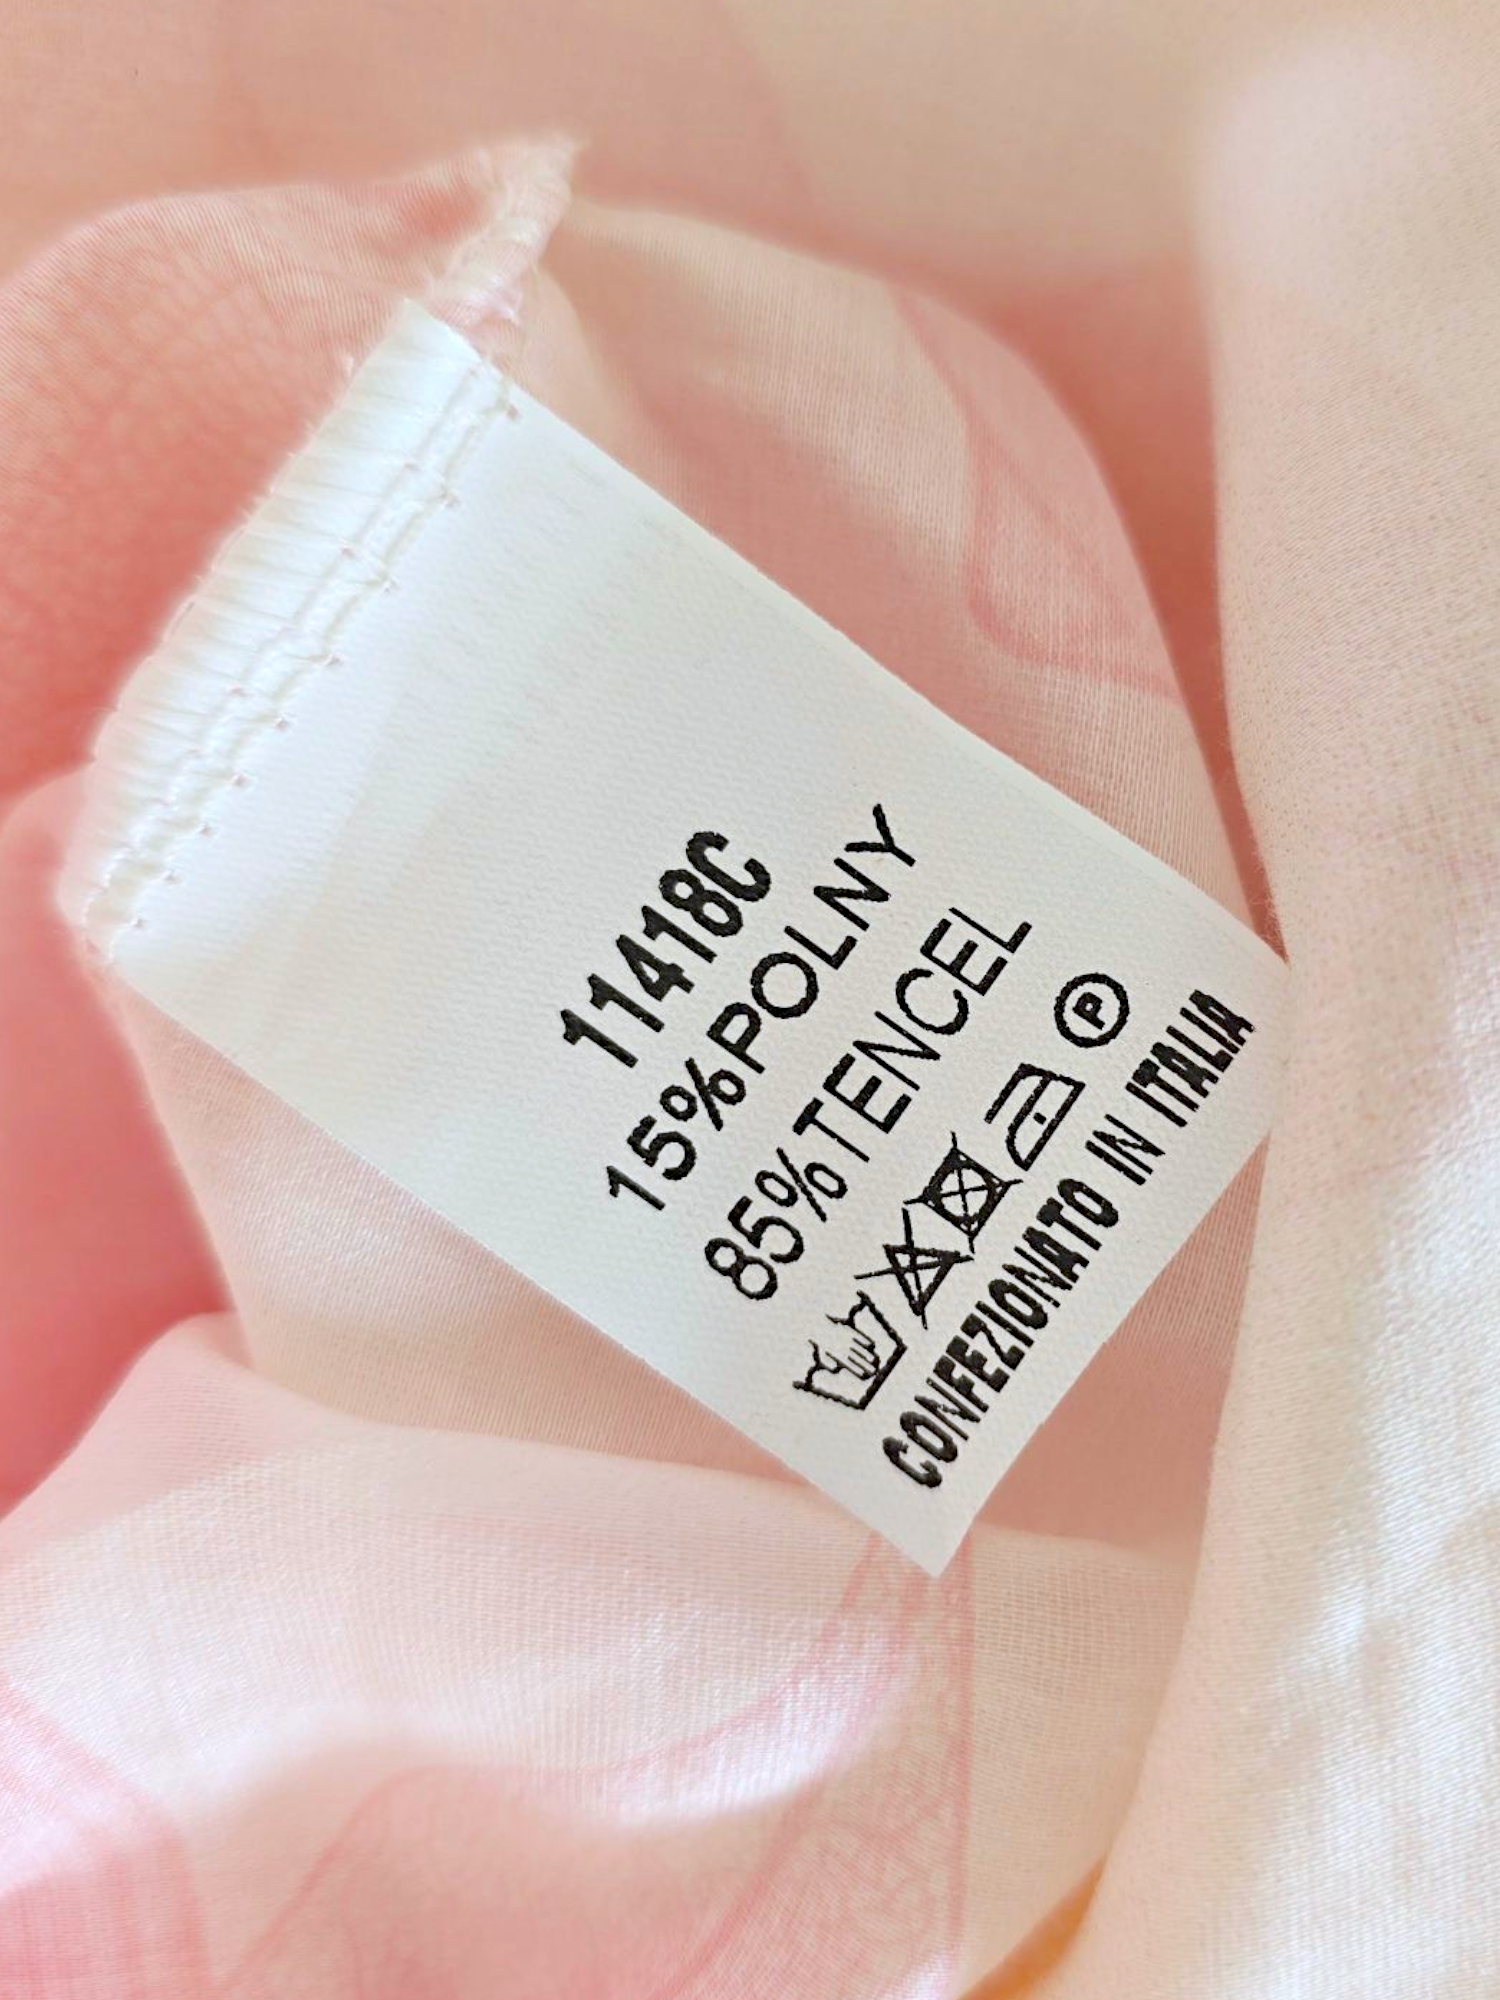 11418C
15%POLNY
85%TENCEL
P
CONFEZIONATO IN ITALIA